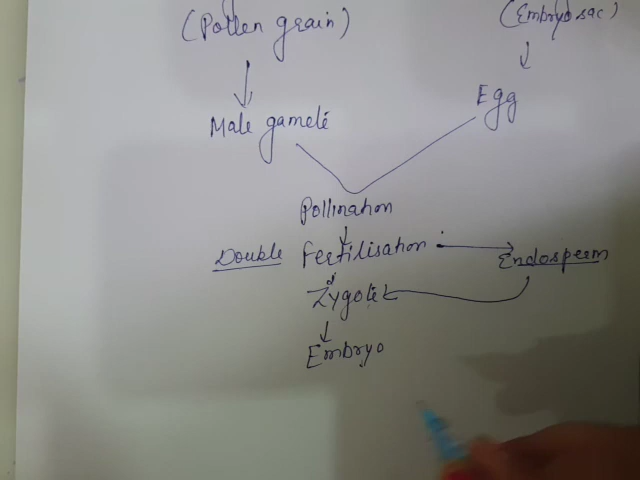 (Pollen grain)
(Embryo sac)
Male gamete
Egg
Pollination
Double Fertilisation
Endosperm
Zygote
Embryo